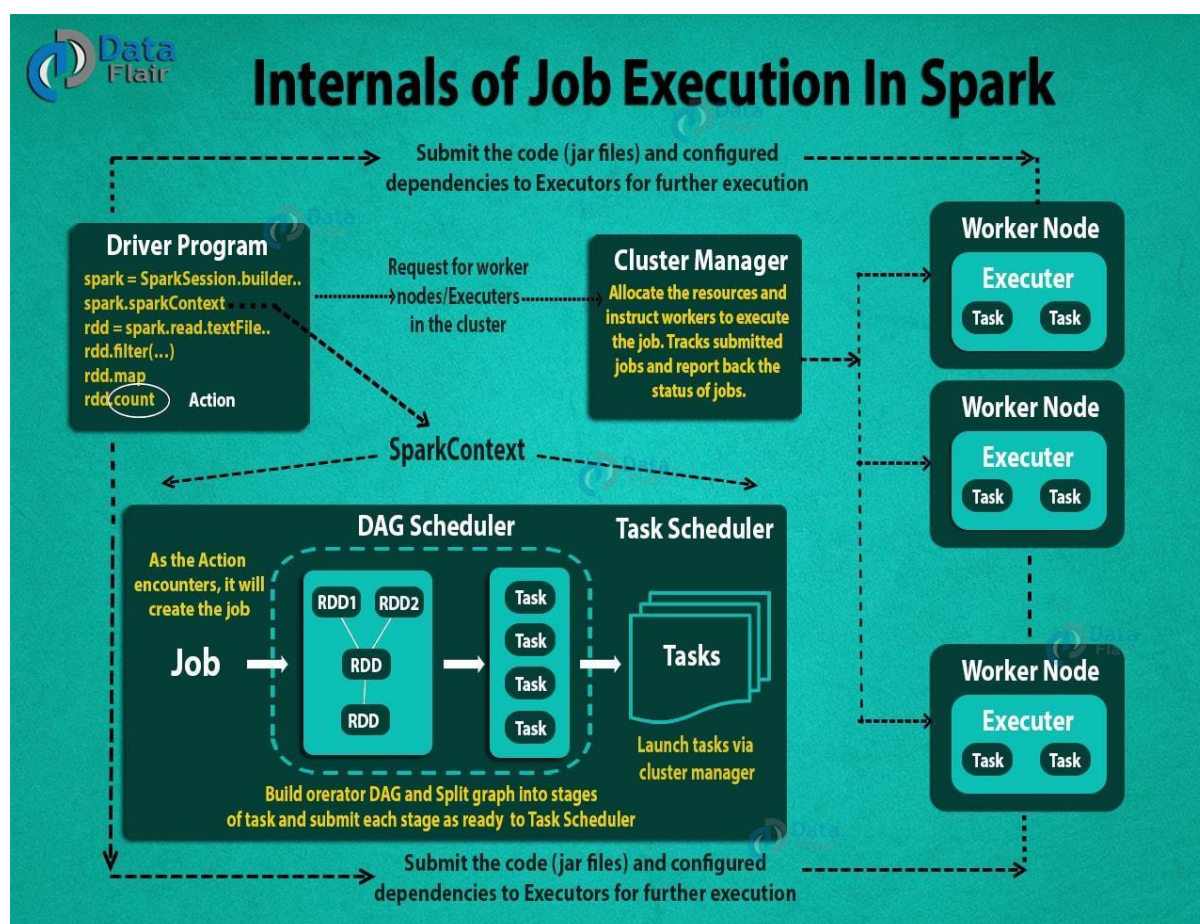 Data
Flair
Internals of Job Execution In Spark
Submit the code (jar files) and configured
dependencies to Executors for further execution
Driver Program
spark = SparkSession.builder..
spark.sparkContext
rdd = spark.read.textFile..
rdd.filter(...)
rdd.map
rdd.count
Action
Request for worker
nodes/Executers
in the cluster
Cluster Manager
Allocate the resources and
instruct workers to execute
the job. Tracks submitted
jobs and report back the
status of jobs.
Worker Node
Executer
Task Task
Worker Node
Executer
Task Task
Worker Node
Executer
Task Task
SparkContext
DAG Scheduler
Task Scheduler
As the Action
encounters, it will
create the job
Job
RDD1 RDD2
RDD
RDD
Task
Task
Task
Task
Tasks
Launch tasks via
cluster manager
Build orerator DAG and Split graph into stages
of task and submit each stage as ready to Task Scheduler
Submit the code (jar files) and configured
dependencies to Executors for further execution
Data
Flair